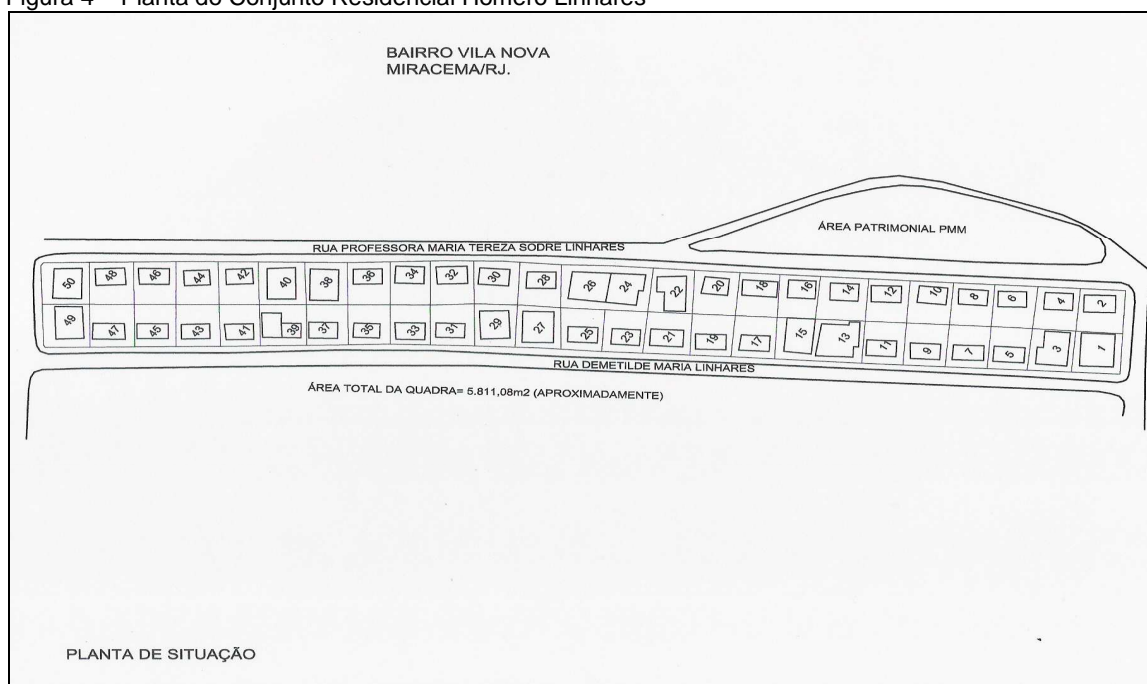 Figura 4 – Planta do Conjunto Residencial Homero Linhares
BAIRRO VILA NOVA
MIRACEMA/RJ.
ÁREA PATRIMONIAL PMM
RUA PROFESSORA MARIA TEREZA SODRE LINHARES
50 48 46 44 42 40 38 36 34 32 30 28 26 24 22 20 18 16 14 12 10 8 6 4 2
49 47 45 43 41 39 37 35 33 31 29 27 25 23 21 19 17 15 13 11 9 7 5 3 1
RUA DEMETILDE MARIA LINHARES
ÁREA TOTAL DA QUADRA= 5.811,08m2 (APROXIMADAMENTE)
PLANTA DE SITUAÇÃO